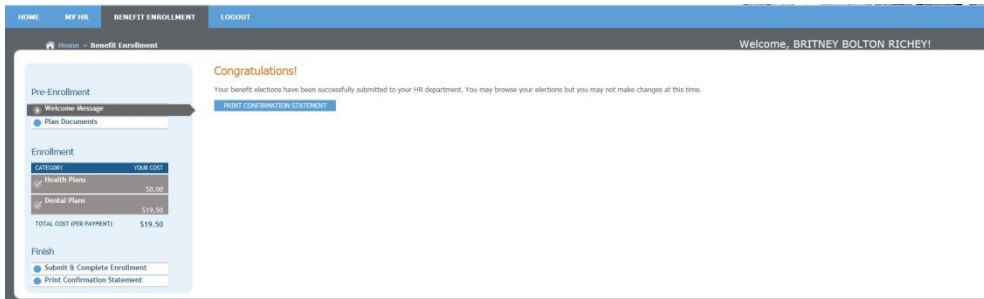 HOME MY HR BENEFIT ENROLLMENT LOGOUT
Home » Benefit Enrollment
Welcome, BRITNEY BOLTON RICHEY!
Congratulations!
Your benefit elections have been successfully submitted to your HR department. You may browse your elections but you may not make changes at this time.
PRINT CONFIRMATION STATEMENT
Pre-Enrollment
Welcome Message
Plan Documents
Enrollment
CATEGORY YOUR COST
Health Plans
$0.00
Dental Plans
$19.50
TOTAL COST (PER PAYMENT) $19.50
Finish
Submit & Complete Enrollment
Print Confirmation Statement